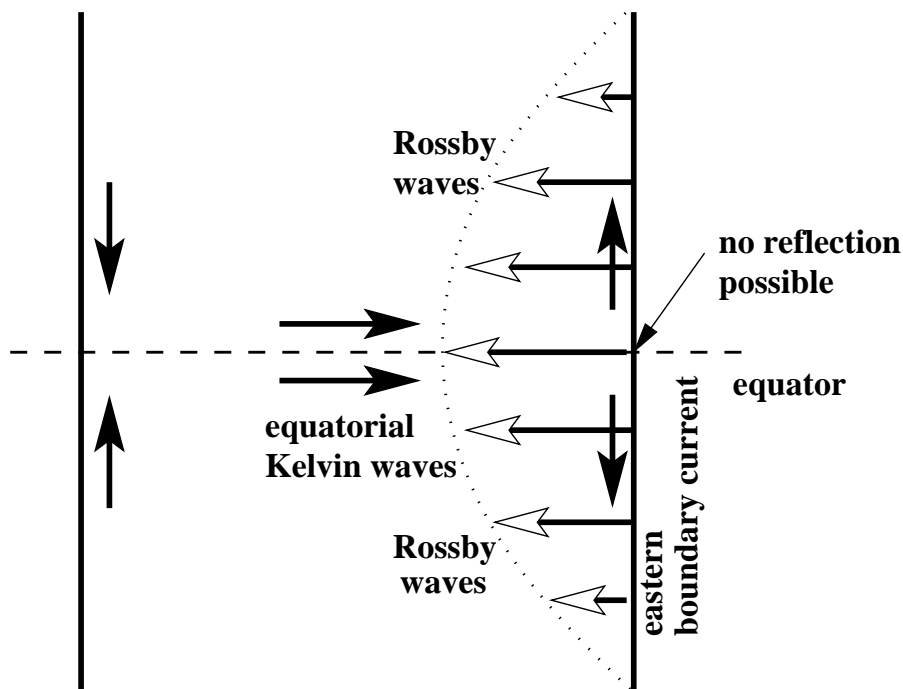 Rossby
waves
no reflection
possible
equator
equatorial
Kelvin waves
Rossby
waves
eastern
boundary current